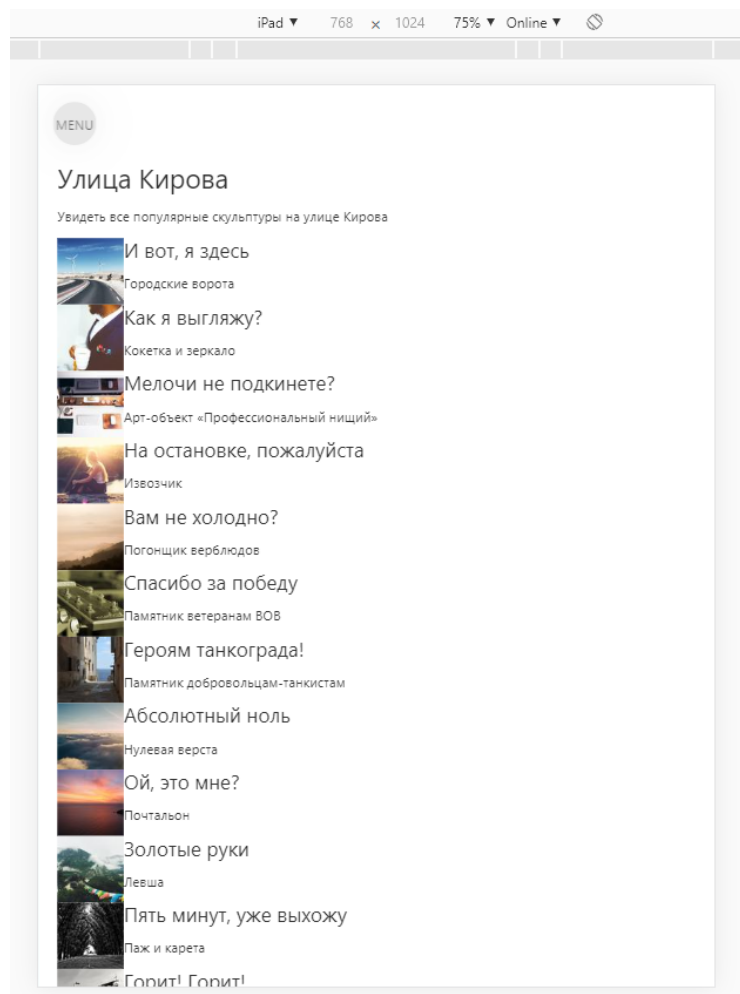 iPad ▼ 768 × 1024 75% ▼ Online ▼
MENU
Улица Кирова
Увидеть все популярные скульптуры на улице Кирова
И вот, я здесь
Городские ворота
Как я выгляжу?
Кокетка и зеркало
Мелочи не подкинете?
Арт-объект «Профессиональный нищий»
На остановке, пожалуйста
Извозчик
Вам не холодно?
Погонщик верблюдов
Спасибо за победу
Памятник ветеранам ВОВ
Героям танкограда!
Памятник добровольцам-танкистам
Абсолютный ноль
Нулевая верста
Ой, это мне?
Почтальон
Золотые руки
Левша
Пять минут, уже выхожу
Паж и карета
Горит! Горит!